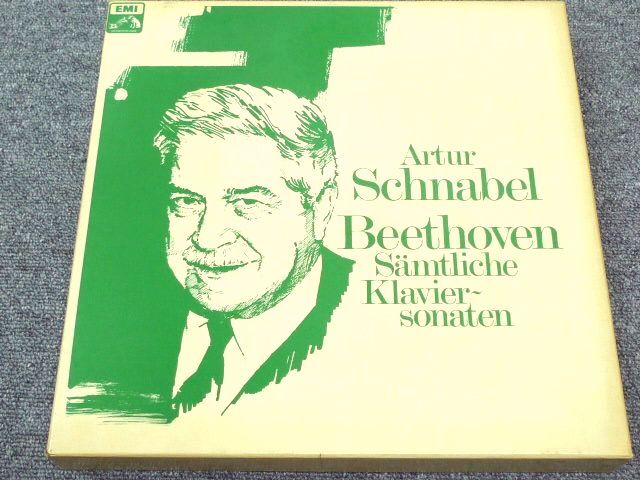 EMI
Artur
Schnabel
Beethoven
Sämtliche
Klavier~
sonaten